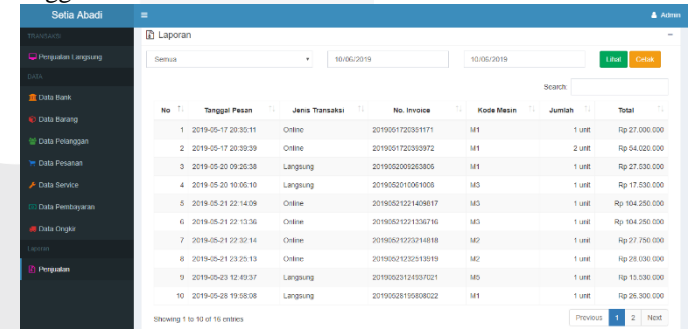 Setia Abadi
Admin
TRANSAKSI
Penjualan Langsung
DATA
Data Bank
Data Barang
Data Pelanggan
Data Pesanan
Data Service
Data Pembayaran
Data Ongkir
Laporan
Penjualan
Laporan
Semua 10/06/2019 10/06/2019 Lihat Cetak
Search:
No Tanggal Pesan Jenis Transaksi No. Invoice Kode Mesin Jumlah Total
1 2019-05-17 20:35:11 Online 2019051720351171 M1 1 unit Rp 27.000.000
2 2019-05-17 20:39:39 Online 2019051720393972 M1 2 unit Rp 54.020.000
3 2019-05-20 09:26:38 Langsung 2019052009263806 M1 1 unit Rp 27.530.000
4 2019-05-20 10:06:10 Langsung 2019052010061006 M3 1 unit Rp 17.530.000
5 2019-05-21 22:14:09 Online 20190521221409817 M3 1 unit Rp 104.250.000
6 2019-05-21 22:13:36 Online 20190521221336716 M3 1 unit Rp 104.250.000
7 2019-05-21 22:32:14 Online 20190521223214818 M2 1 unit Rp 27.750.000
8 2019-05-21 23:25:13 Online 20190521232513919 M2 1 unit Rp 28.030.000
9 2019-05-23 12:49:37 Langsung 20190523124937021 M5 1 unit Rp 15.530.000
10 2019-05-28 19:58:08 Langsung 20190528195808022 M1 1 unit Rp 26.300.000
Showing 1 to 10 of 16 entries
Previous 1 2 Next